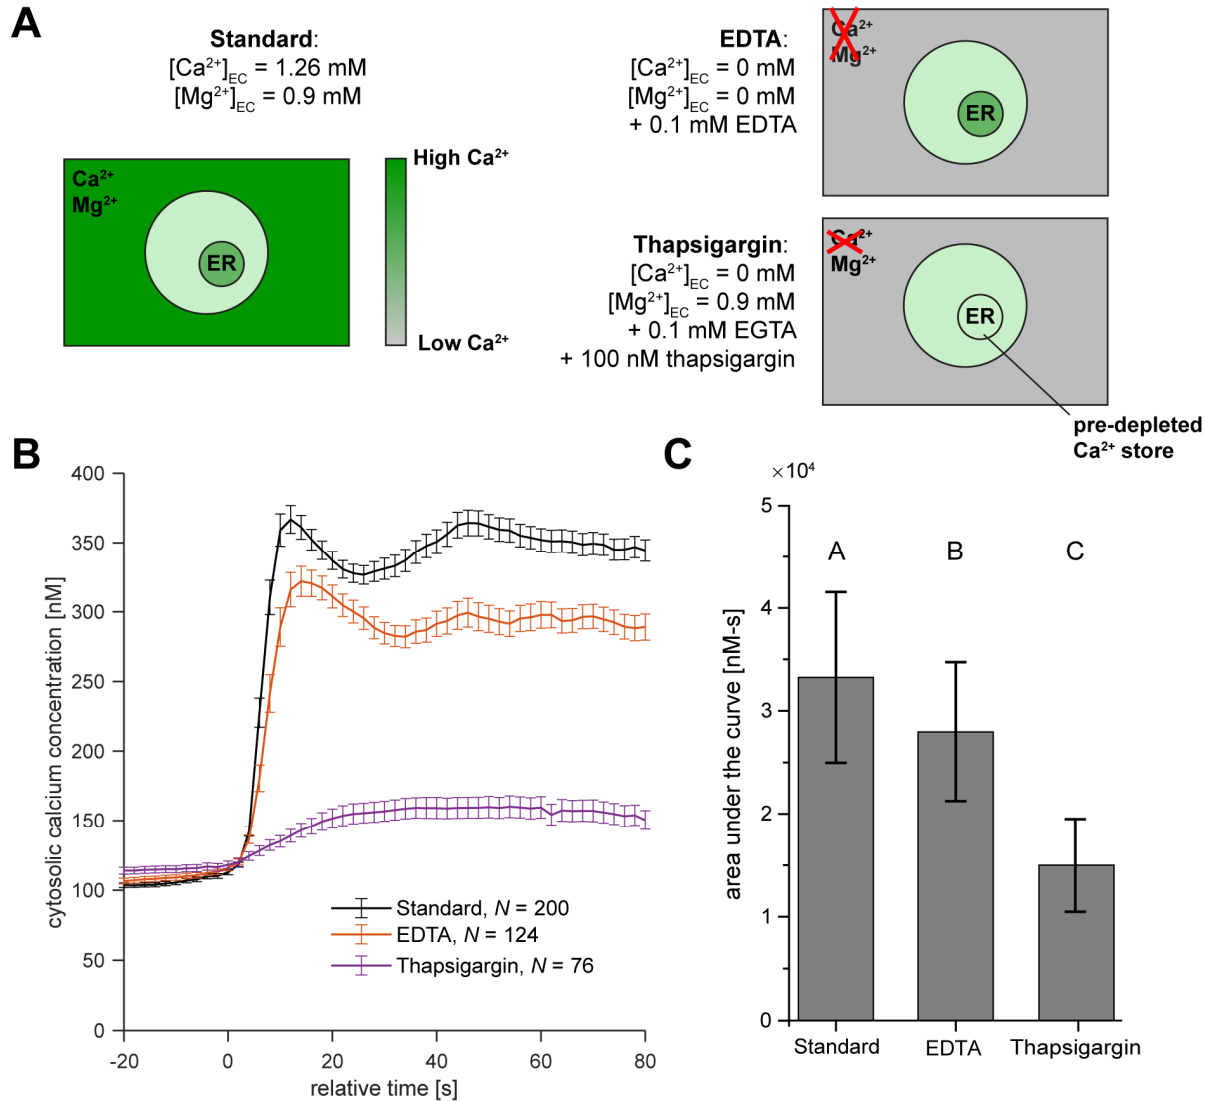 A
Standard:
[Ca²⁺]EC = 1.26 mM
[Mg²⁺]EC = 0.9 mM
Ca²⁺
Mg²⁺
ER
High Ca²⁺
Low Ca²⁺
EDTA:
[Ca²⁺]EC = 0 mM
[Mg²⁺]EC = 0 mM
+ 0.1 mM EDTA
Ca²⁺
Mg²⁺
ER
Thapsigargin:
[Ca²⁺]EC = 0 mM
[Mg²⁺]EC = 0.9 mM
+ 0.1 mM EGTA
+ 100 nM thapsigargin
Ca²⁺
Mg²⁺
ER
pre-depleted
Ca²⁺ store
B
cytosolic calcium concentration [nM]
400
350
300
250
200
150
100
50
0
-20
0
20
40
60
80
relative time [s]
Standard, N = 200
EDTA, N = 124
Thapsigargin, N = 76
C
×10⁴
area under the curve [nM-s]
5
4
3
2
1
0
A
B
C
Standard
EDTA
Thapsigargin